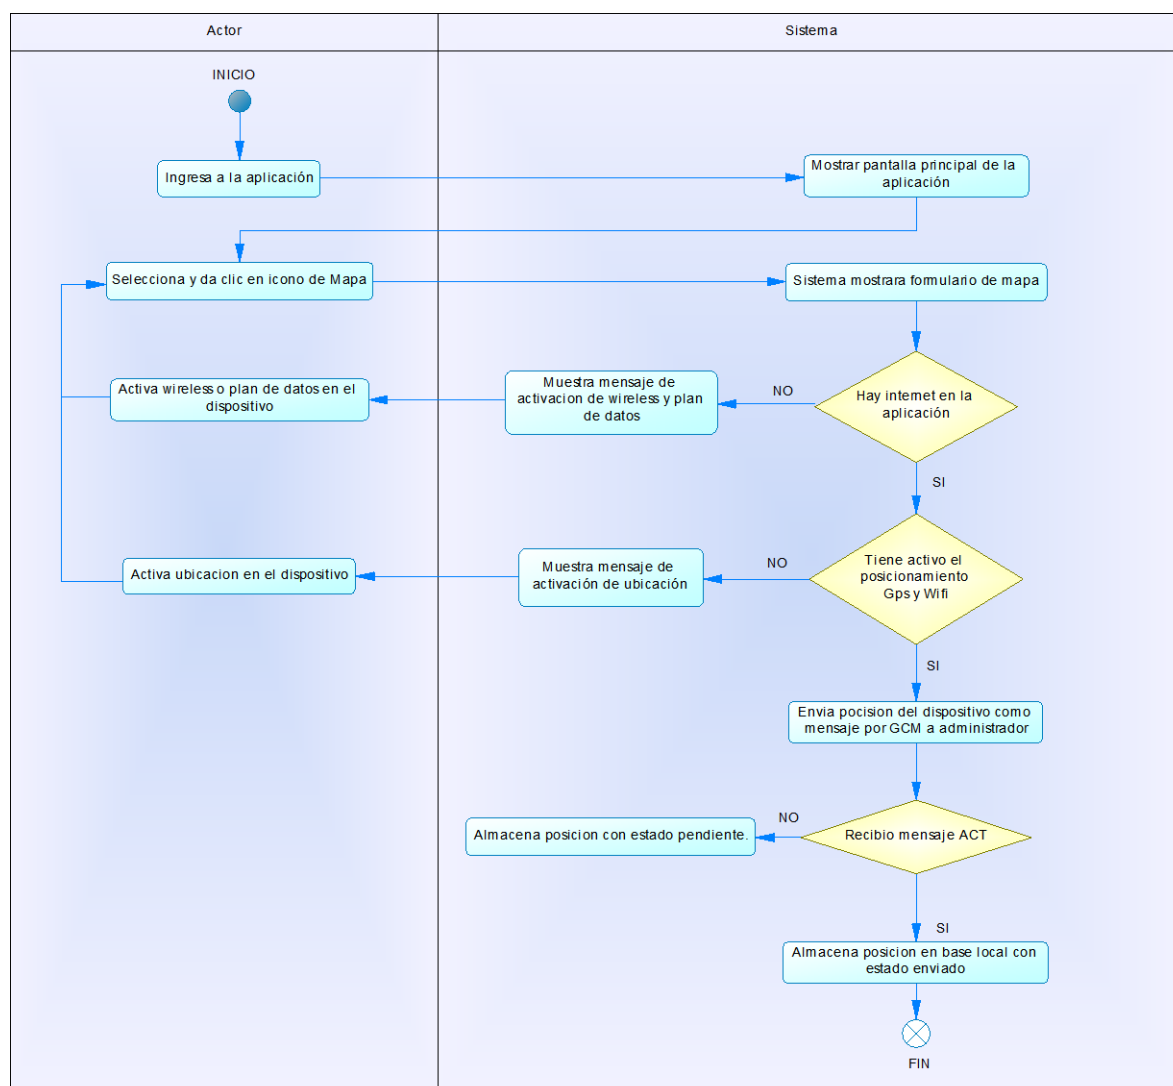 Actor
Sistema
INICIO
Ingresa a la aplicación
Mostrar pantalla principal de la
aplicación
Selecciona y da clic en icono de Mapa
Sistema mostrara formulario de mapa
Hay internet en la
aplicación
NO
Muestra mensaje de
activacion de wireless y plan
de datos
Activa wireless o plan de datos en el
dispositivo
SI
Tiene activo el
posicionamiento
Gps y Wifi
NO
Muestra mensaje de
activación de ubicación
Activa ubicacion en el dispositivo
SI
Envia pocision del dispositivo como
mensaje por GCM a administrador
Recibio mensaje ACT
NO
Almacena posicion con estado pendiente.
SI
Almacena posicion en base local con
estado enviado
FIN